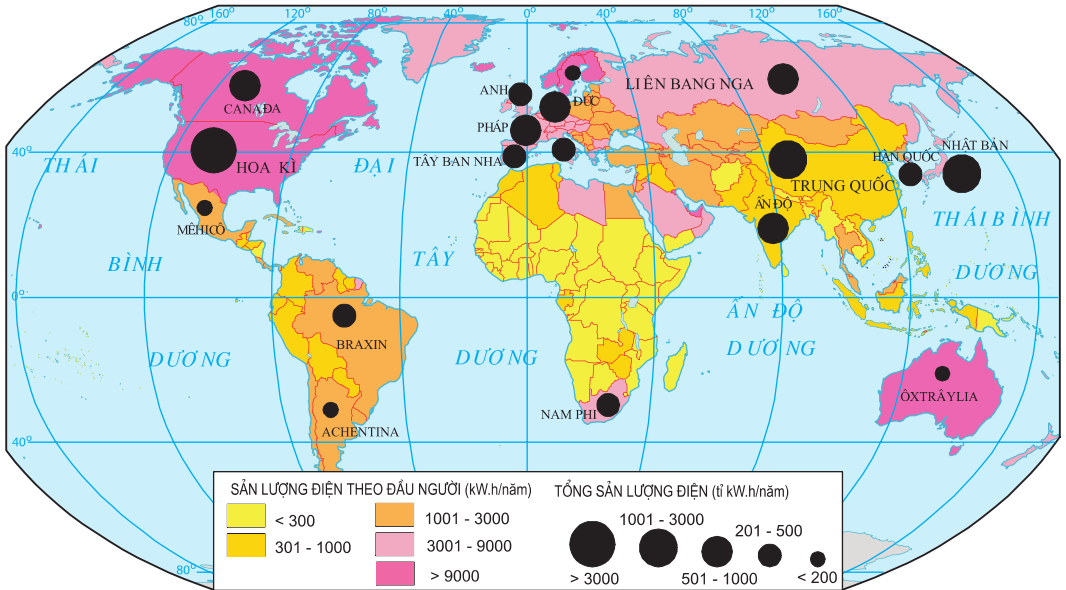 160° 120° 40° 0° 40° 120° 160°
80° 80°
LIÊN BANG NGA
ANH
ĐỨC
CANAĐA
PHÁP
40° 40°
THÁI ĐẠI
HOA KÌ
TÂY BAN NHA
HÀN QUỐC
NHẬT BẢN
TRUNG QUỐC
ẤN ĐỘ
MÊHICÔ
THÁI BÌNH
BÌNH
TÂY
DƯƠNG
0° 0°
ẤN ĐỘ
BRAXIN
DƯƠNG
DƯƠNG
DƯƠNG
ÔXTRÂYLIA
NAM PHI
ACHENTINA
40° 40°
SẢN LƯỢNG ĐIỆN THEO ĐẦU NGƯỜI (kW.h/năm)
< 300
301 - 1000
1001 - 3000
3001 - 9000
> 9000
TỔNG SẢN LƯỢNG ĐIỆN (tỉ kW.h/năm)
1001 - 3000
201 - 500
> 3000
501 - 1000
< 200
80° 80°